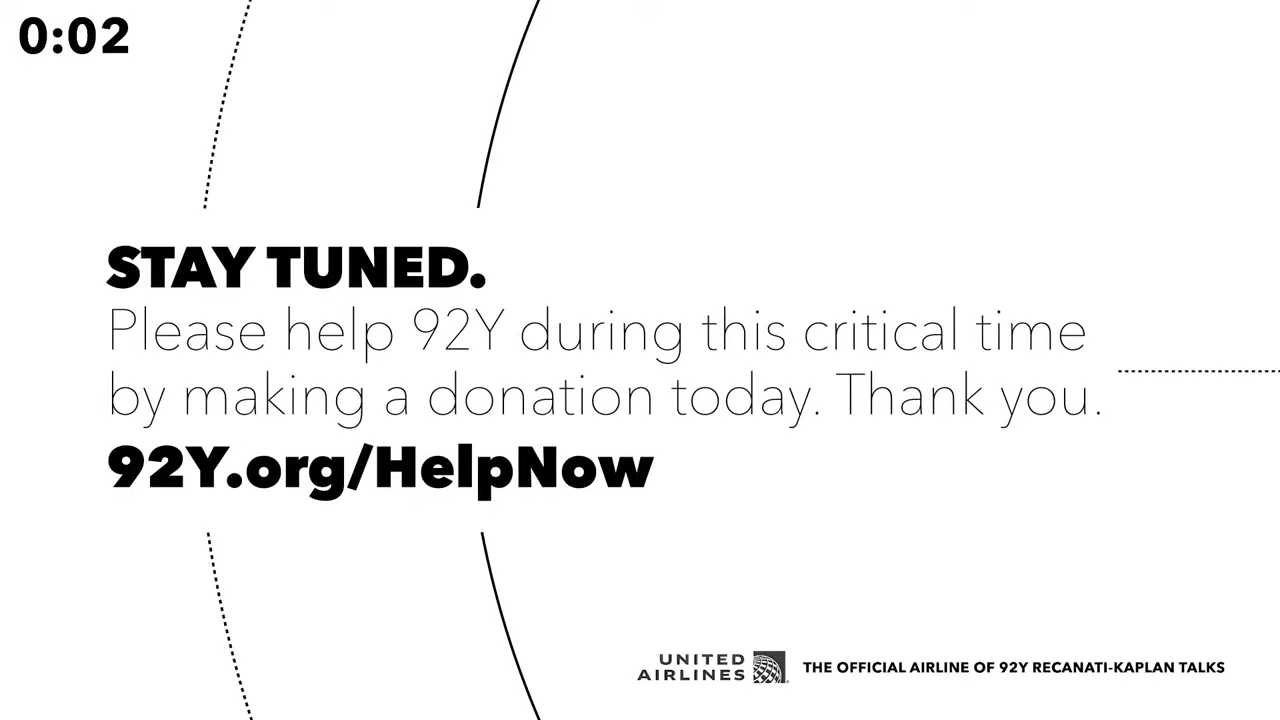 0:02
STAY TUNED.
Please help 92Y during this critical time
by making a donation today. Thank you.
92Y.org/HelpNow
UNITED
AIRLINES
THE OFFICIAL AIRLINE OF 92Y RECANATI-KAPLAN TALKS